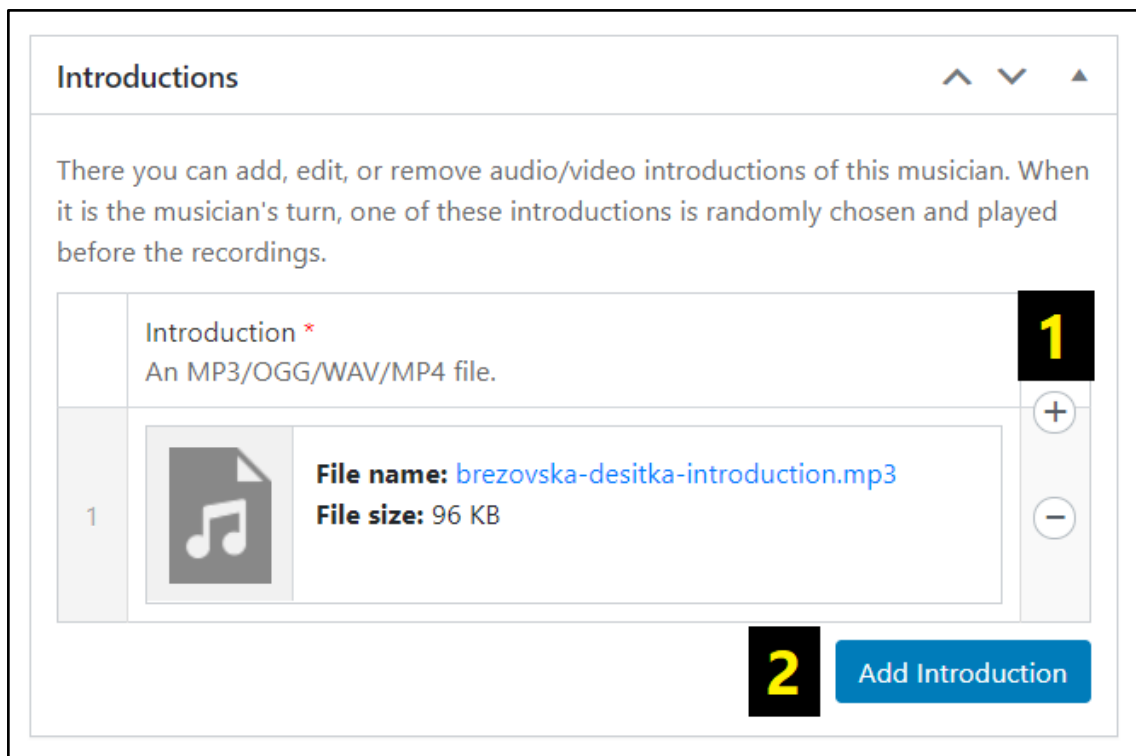 Introductions
There you can add, edit, or remove audio/video introductions of this musician. When
it is the musician's turn, one of these introductions is randomly chosen and played
before the recordings.
Introduction *
An MP3/OGG/WAV/MP4 file.
1
1
File name: brezovska-desitka-introduction.mp3
File size: 96 KB
2
Add Introduction